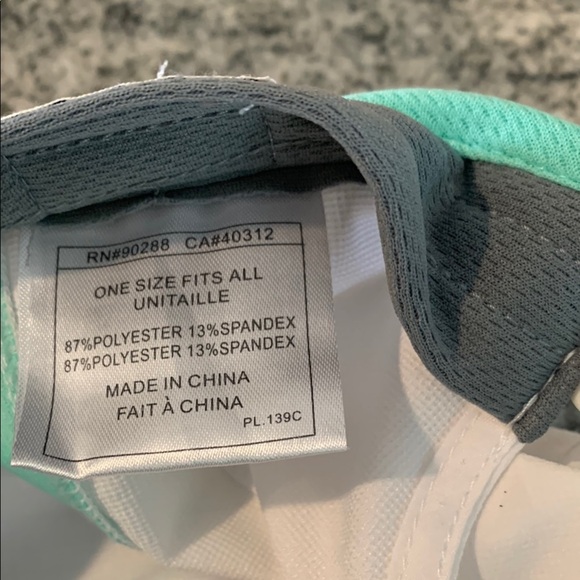 RN#90288 CA#40312
ONE SIZE FITS ALL
UNITAILLE
87%POLYESTER 13%SPANDEX
87%POLYESTER 13%SPANDEX
MADE IN CHINA
FAIT À CHINA
PL.139C